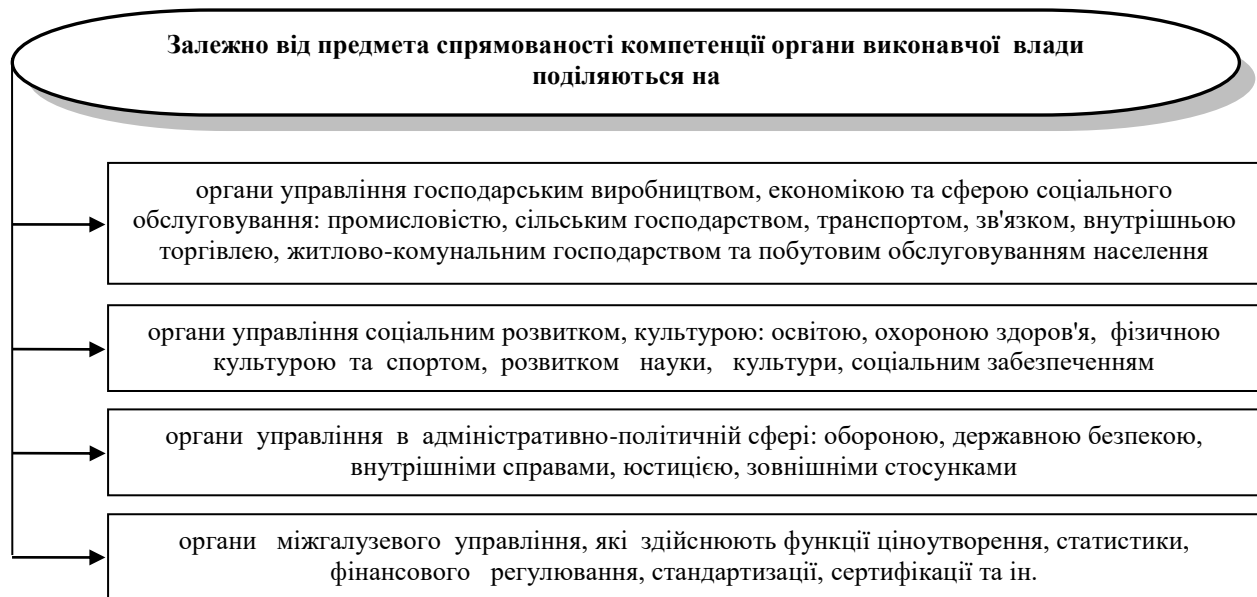 Залежно від предмета спрямованості компетенції органи виконавчої влади
поділяються на
органи управління господарським виробництвом, економікою та сферою соціального
обслуговування: промисловістю, сільським господарством, транспортом, зв'язком, внутрішньою
торгівлею, житлово-комунальним господарством та побутовим обслуговуванням населення
органи управління соціальним розвитком, культурою: освітою, охороною здоров'я, фізичною
культурою та спортом, розвитком науки, культури, соціальним забезпеченням
органи управління в адміністративно-політичній сфері: обороною, державною безпекою,
внутрішніми справами, юстицією, зовнішніми стосунками
органи міжгалузевого управління, які здійснюють функції ціноутворення, статистики,
фінансового регулювання, стандартизації, сертифікації та ін.